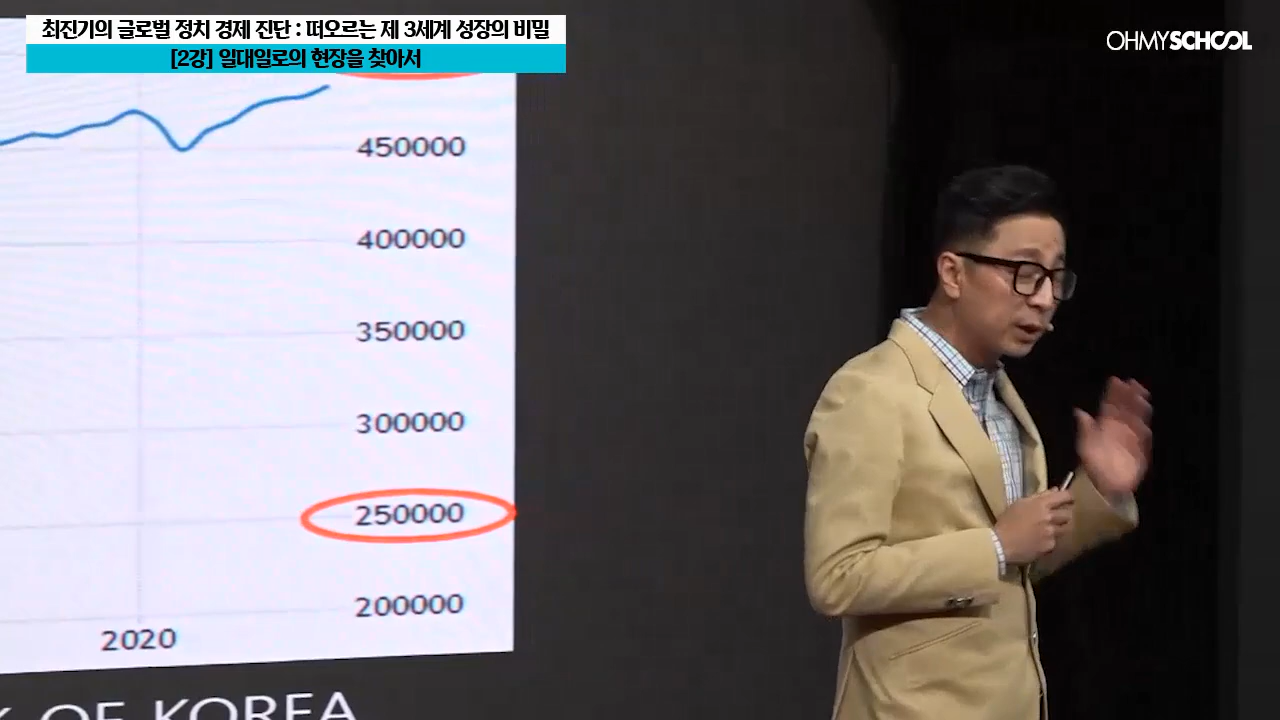 최진기의 글로벌 정치 경제 진단 : 떠오르는 제 3세계 성장의 비밀
[2강] 일대일로의 현장을 찾아서
OHMYSCHOOL
450000
400000
350000
300000
250000
200000
2020
OF KOREA